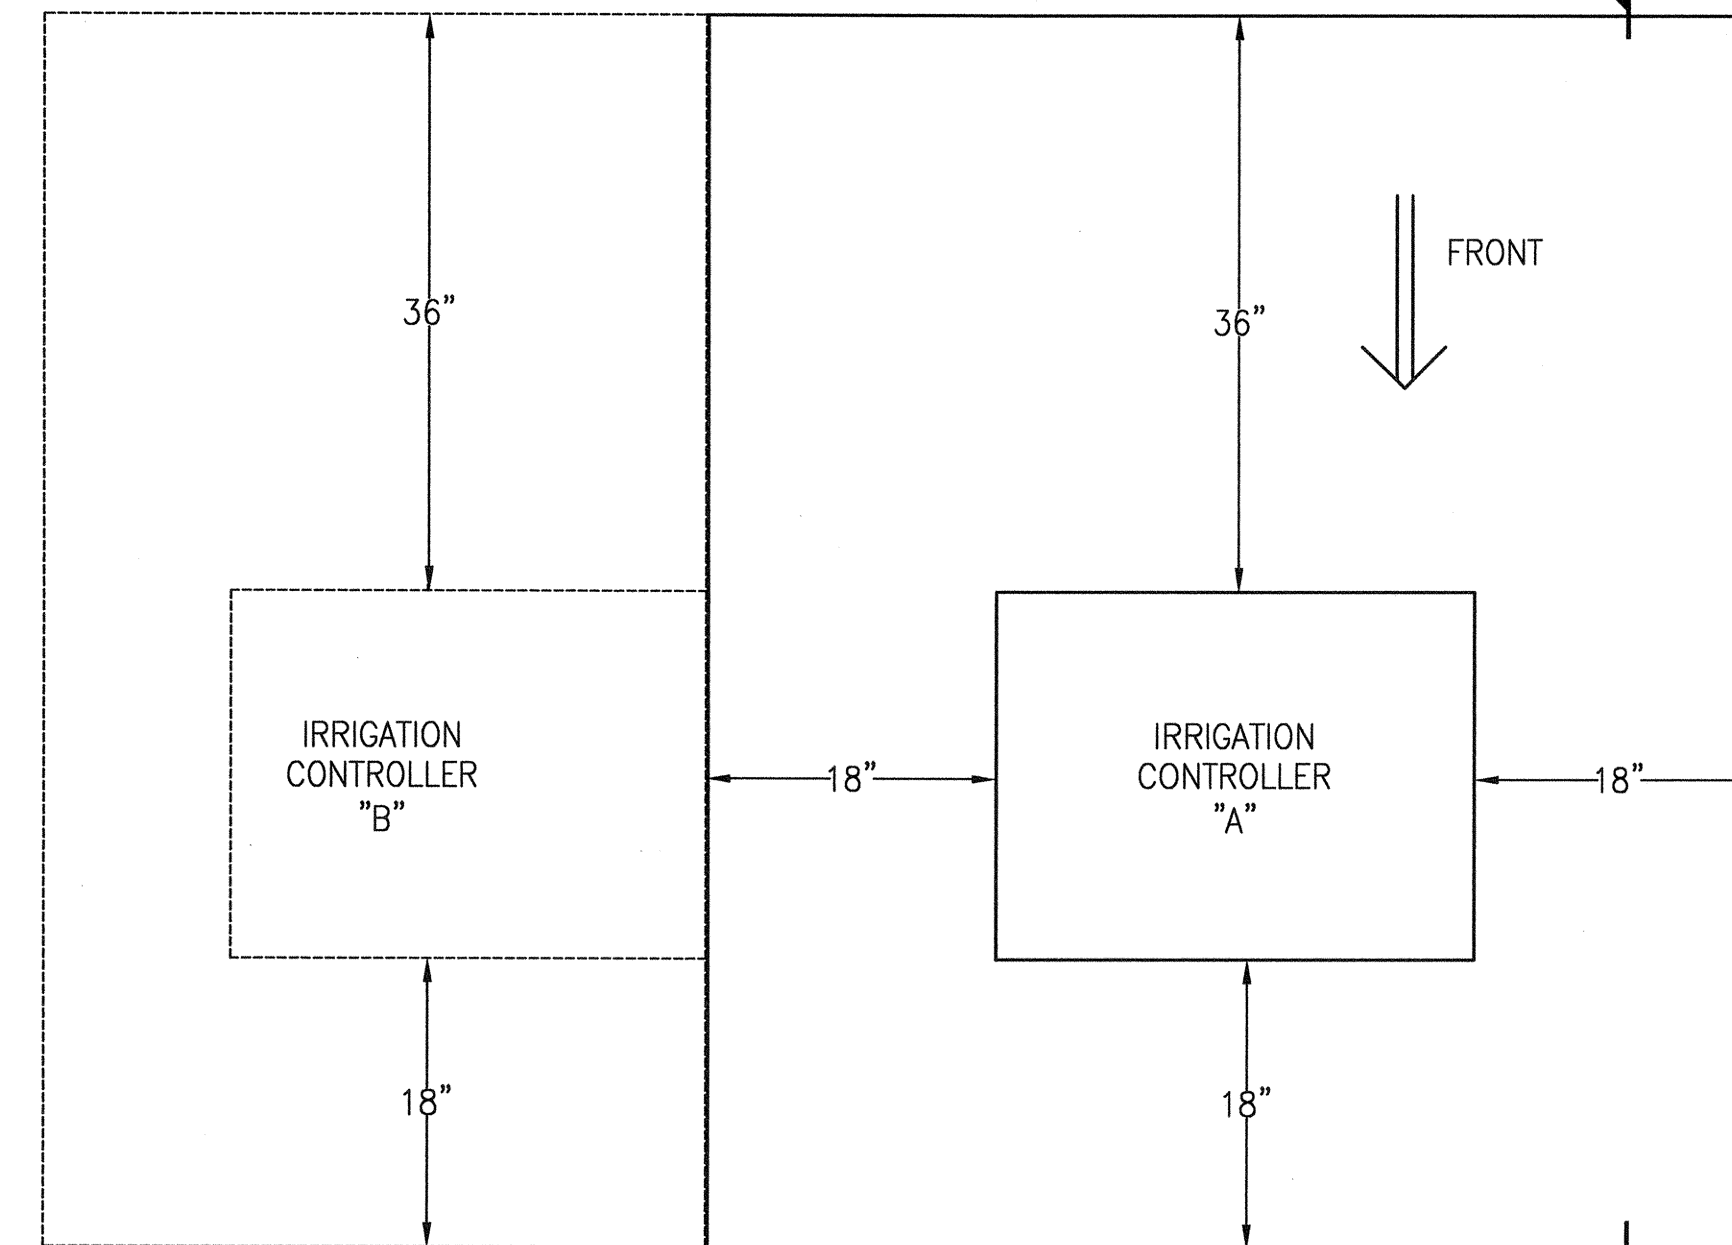 36”
36”
FRONT
IRRIGATION
CONTROLLER
”B”
18”
IRRIGATION
CONTROLLER
”A”
18”
18”
18”